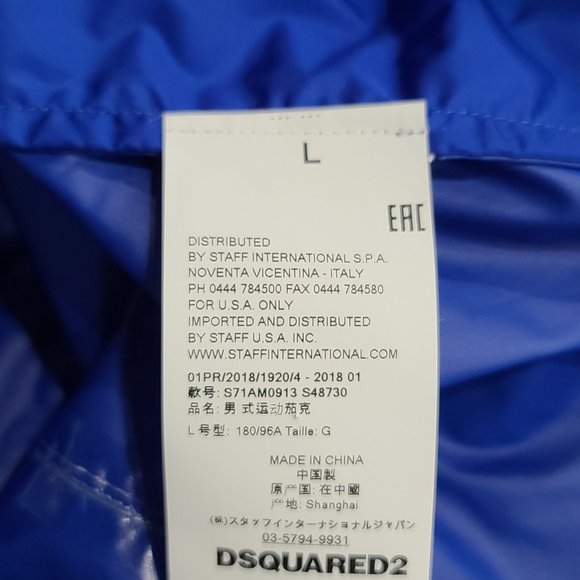 L
EAC
DISTRIBUTED
BY STAFF INTERNATIONAL S.P.A.
NOVENTA VICENTINA - ITALY
PH 0444 784500 FAX 0444 784580
FOR U.S.A. ONLY
IMPORTED AND DISTRIBUTED
BY STAFF U.S.A. INC.
WWW.STAFFINTERNATIONAL.COM
01PR/2018/1920/4 - 2018 01
款号: S71AM0913 S48730
品名: 男 式运动茄克
L 号型: 180/96A Taille: G
MADE IN CHINA
中国製
原产国: 在中國
产地: Shanghai
(株)スタッフインターナショナルジャパン
03-5794-9931
DSQUARED2